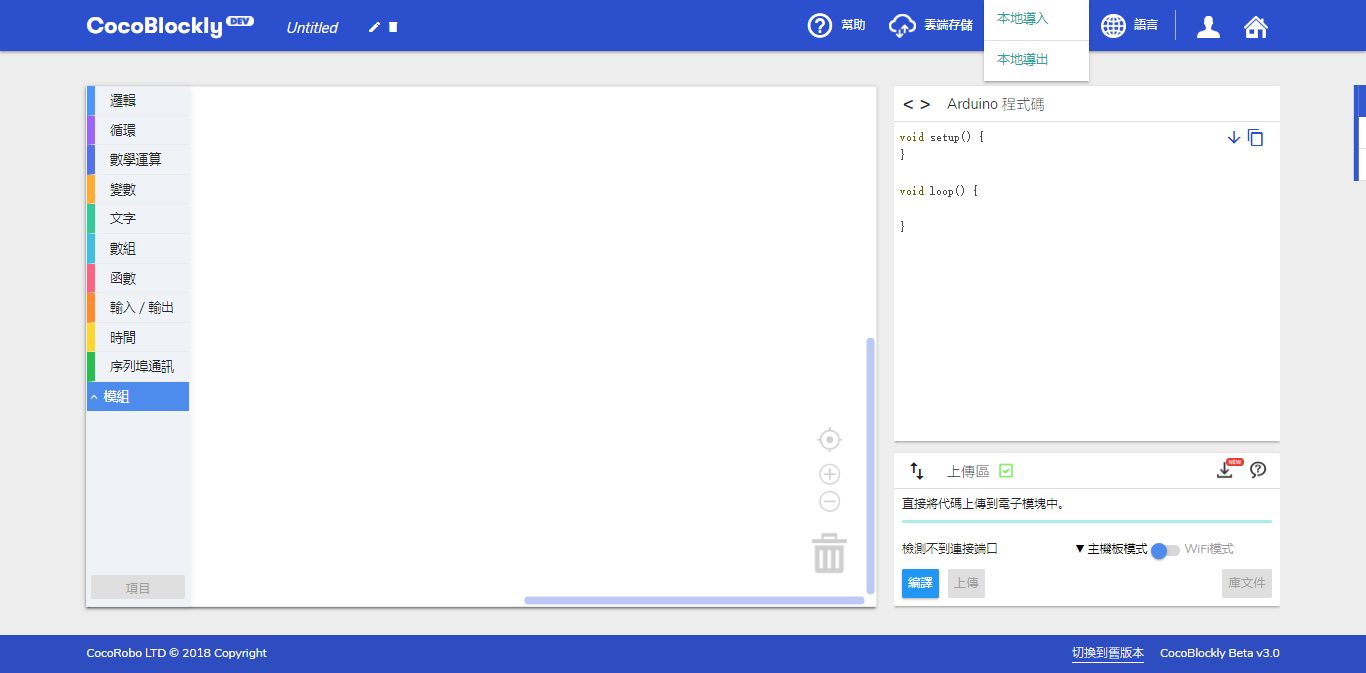 CocoBlockly DEV
Untitled
幫助
雲端存儲
本地導入
本地導出
語言
邏輯
循環
數學運算
變數
文字
數組
函數
輸入 / 輸出
時間
序列埠通訊
模組
項目
< > Arduino 程式碼
void setup() {
}
void loop() {
}
上傳區
NEW
直接將代碼上傳到電子模塊中。
檢測不到連接端口
▼主機板模式
WiFi模式
編譯
上傳
庫文件
CocoRobo LTD © 2018 Copyright
切換到舊版本
CocoBlockly Beta v3.0